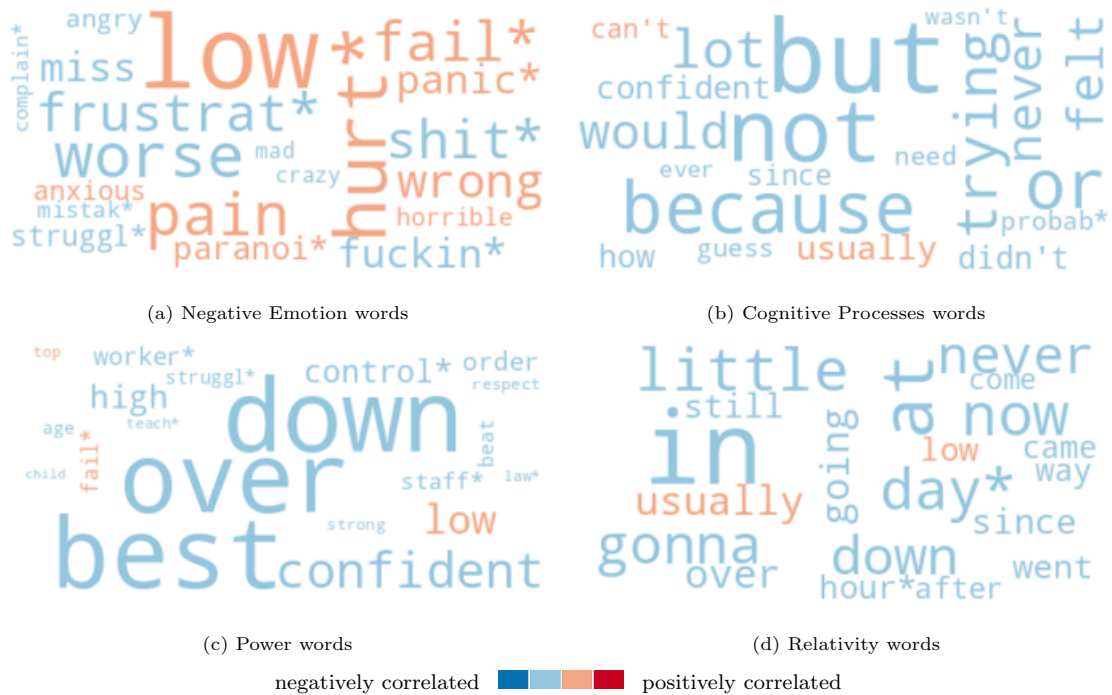 angry
low
complain*
miss
hurt*
fail*
panic*
frustrat*
worse
mad
crazy
shit*
anxious
mistak*
struggl*
pain
paranoi*
wrong
horrible
fuckin*
(a) Negative Emotion words
can't
lot
but
wasn't
trying
never
felt
confident
would
not
need
ever
since
because
or
probab*
how
guess
usually
didn't
(b) Cognitive Processes words
top
worker*
struggl*
control*
order
respect
high
down
age
teach*
fail*
beat
child
over
staff*
law*
strong
low
best
confident
(c) Power words
little
at
never
come
still
now
in
going
low
came
way
usually
day*
since
gonna
over
down
hour*
after
went
(d) Relativity words
negatively correlated
positively correlated